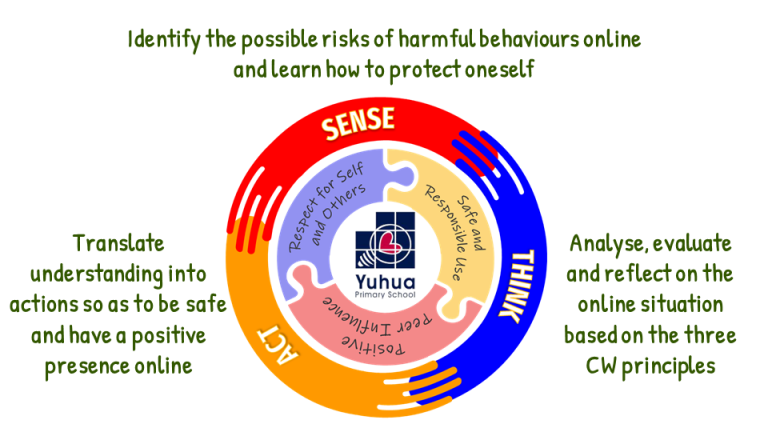 Identify the possible risks of harmful behaviours online
and learn how to protect oneself
SENSE
Respect for Self
and Others
Safe and
Responsible Use
THINK
Yuhua
Primary School
Positive
Peer Influence
ACT
Translate
understanding into
actions so as to be safe
and have a positive
presence online
Analyse, evaluate
and reflect on the
online situation
based on the three
CW principles